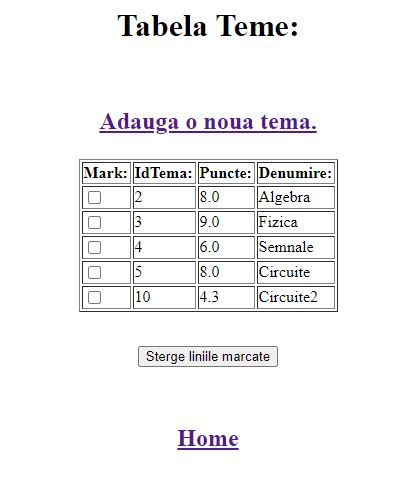 Tabela Teme:
Adauga o noua tema.
Mark: IdTema: Puncte: Denumire:
2 8.0 Algebra
3 9.0 Fizica
4 6.0 Semnale
5 8.0 Circuite
10 4.3 Circuite2
Sterge liniile marcate
Home